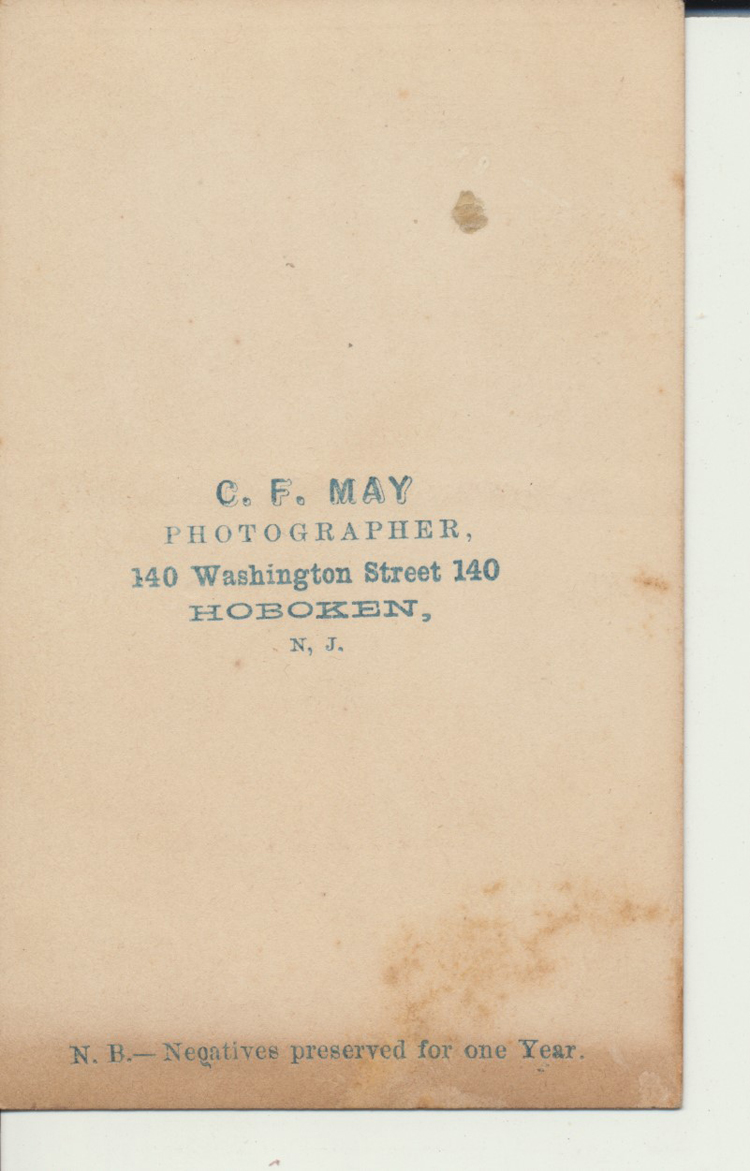 C. F. MAY
PHOTOGRAPHER,
140 Washington Street 140
HOBOKEN,
N, J.
N. B.— Negatives preserved for one Year.